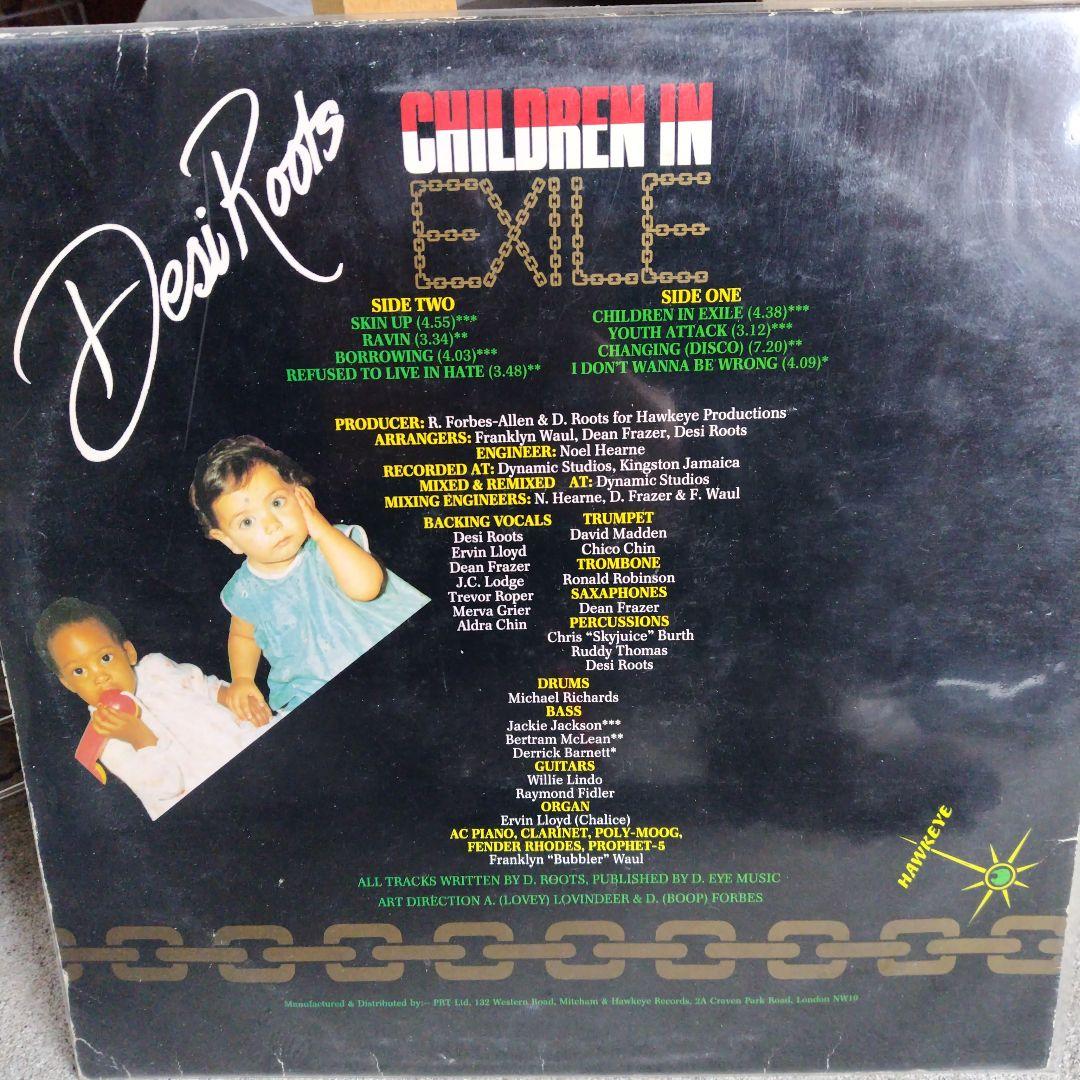 Desi Roots
CHILDREN IN
EXILE
SIDE TWO
SKIN UP (4.55)***
RAVIN (3.34)**
BORROWING (4.03)***
REFUSED TO LIVE IN HATE (3.48)**
SIDE ONE
CHILDREN IN EXILE (4.38)***
YOUTH ATTACK (3.12)***
CHANGING (DISCO) (7.20)**
I DON'T WANNA BE WRONG (4.09)*
PRODUCER: R. Forbes-Allen & D. Roots for Hawkeye Productions
ARRANGERS: Franklyn Waul, Dean Frazer, Desi Roots
ENGINEER: Noel Hearne
RECORDED AT: Dynamic Studios, Kingston Jamaica
MIXED & REMIXED AT: Dynamic Studios
MIXING ENGINEERS: N. Hearne, D. Frazer & F. Waul
BACKING VOCALS
Desi Roots
Ervin Lloyd
Dean Frazer
J.C. Lodge
Trevor Roper
Merva Grier
Aldra Chin
TRUMPET
David Madden
Chico Chin
TROMBONE
Ronald Robinson
SAXAPHONES
Dean Frazer
PERCUSSIONS
Chris "Skyjuice" Burth
Ruddy Thomas
Desi Roots
DRUMS
Michael Richards
BASS
Jackie Jackson***
Bertram McLean**
Derrick Barnett*
GUITARS
Willie Lindo
Raymond Fidler
ORGAN
Ervin Lloyd (Chalice)
AC PIANO, CLARINET, POLY-MOOG,
FENDER RHODES, PROPHET-5
Franklyn "Bubbler" Waul
ALL TRACKS WRITTEN BY D. ROOTS, PUBLISHED BY D. EYE MUSIC
ART DIRECTION A. (LOVEY) LOVINDEER & D. (BOOP) FORBES
HAWKEYE
Manufactured & Distributed by:– PRT Ltd, 132 Western Road, Mitcham & Hawkeye Records, 2A Craven Park Road, London NW10